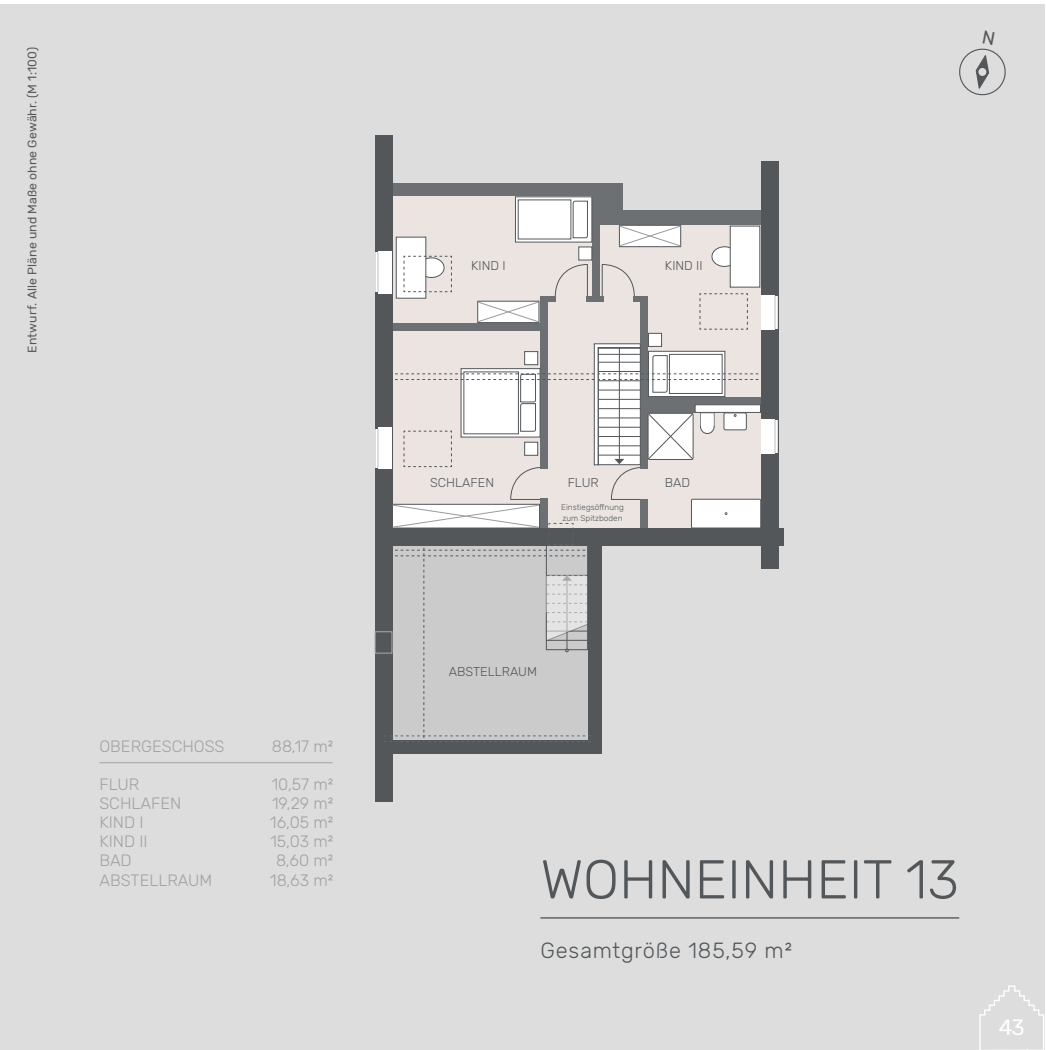 Entwurf. Alle Pläne und Maße ohne Gewähr. (M 1:100)
N
KIND I
KIND II
SCHLAFEN
FLUR
BAD
Einstiegsöffnung
zum Spitzboden
ABSTELLRAUM
OBERGESCHOSS 88,17 m²
FLUR 10,57 m²
SCHLAFEN 19,29 m²
KIND I 16,05 m²
KIND II 15,03 m²
BAD 8,60 m²
ABSTELLRAUM 18,63 m²
WOHNEINHEIT 13
Gesamtgröße 185,59 m²
43